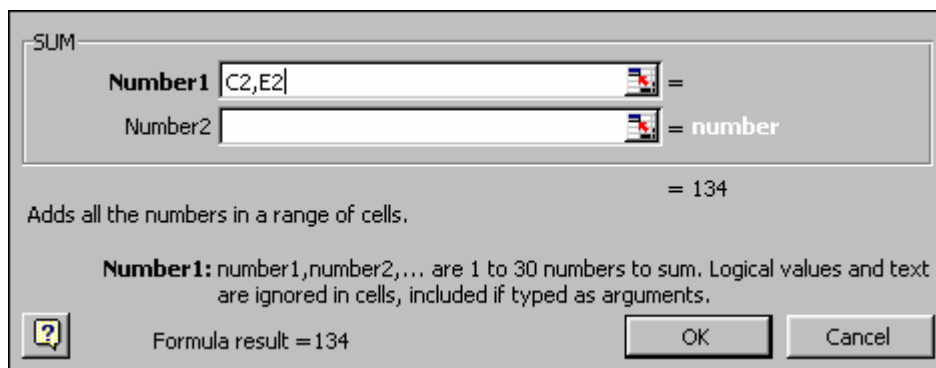 SUM
Number1 C2,E2 =
Number2 = number
= 134
Adds all the numbers in a range of cells.
Number1: number1,number2,... are 1 to 30 numbers to sum. Logical values and text
are ignored in cells, included if typed as arguments.
? Formula result =134 OK Cancel